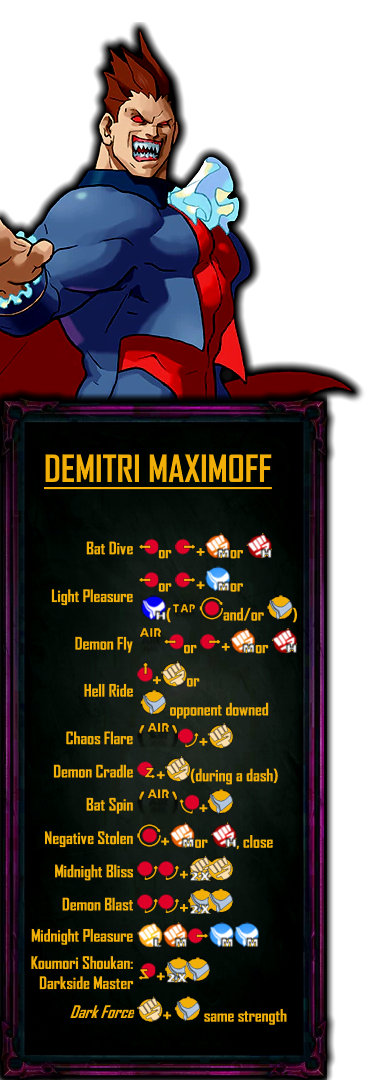 DEMITRI MAXIMOFF
Bat Dive or + M or H
Light Pleasure or + M or
H ( TAP and/or )
Demon Fly AIR or + M or H
Hell Ride + or
opponent downed
Chaos Flare (AIR) +
Demon Cradle Z + (during a dash)
Bat Spin (AIR) +
Negative Stolen + M or H, close
Midnight Bliss + 2X
Demon Blast + 2X
Midnight Pleasure L M M M
Koumori Shoukan:
Darkside Master Z + 2X
Dark Force + same strength